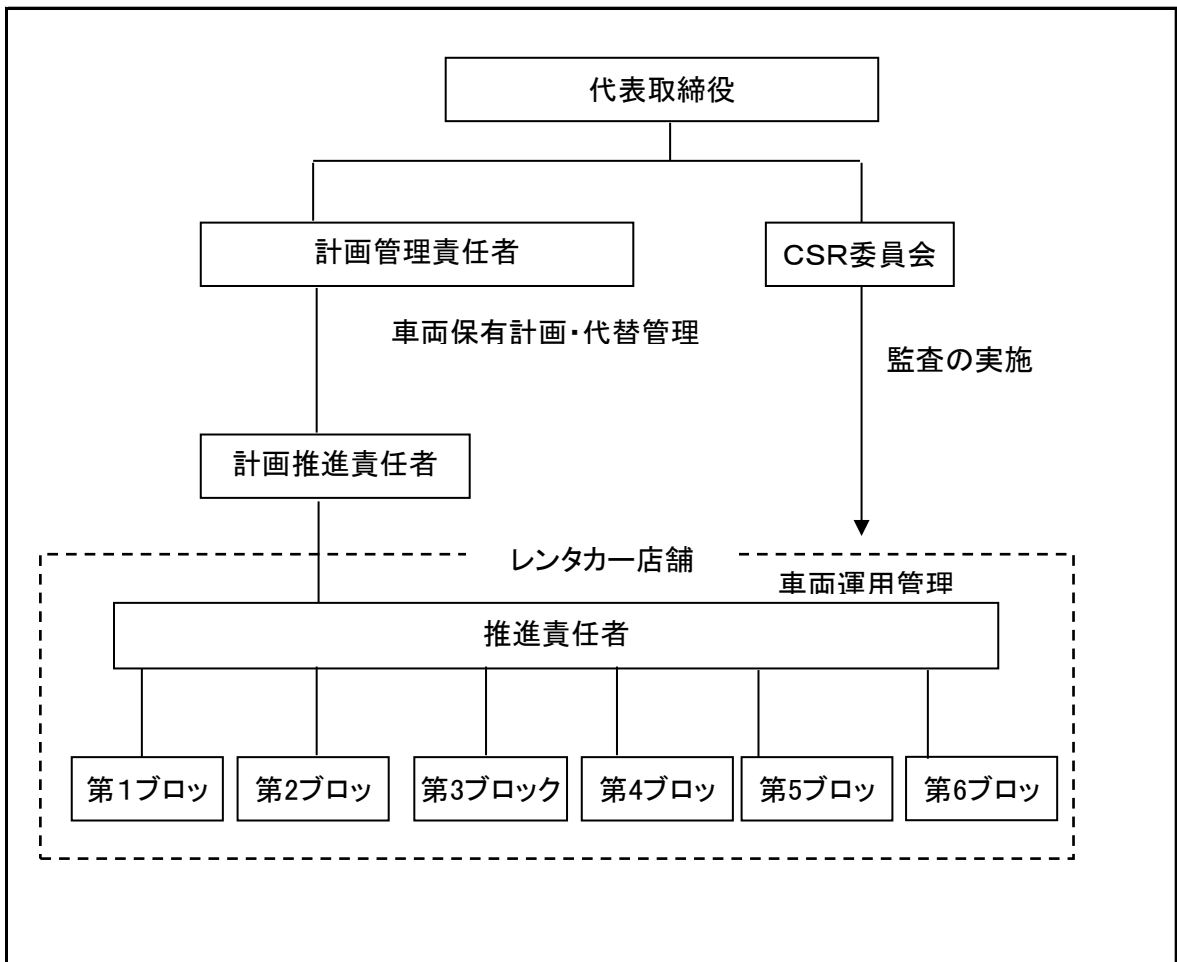 代表取締役
計画管理責任者
CSR委員会
車両保有計画・代替管理
監査の実施
計画推進責任者
レンタカー店舗
車両運用管理
推進責任者
第1ブロッ
第2ブロッ
第3ブロック
第4ブロッ
第5ブロッ
第6ブロッ